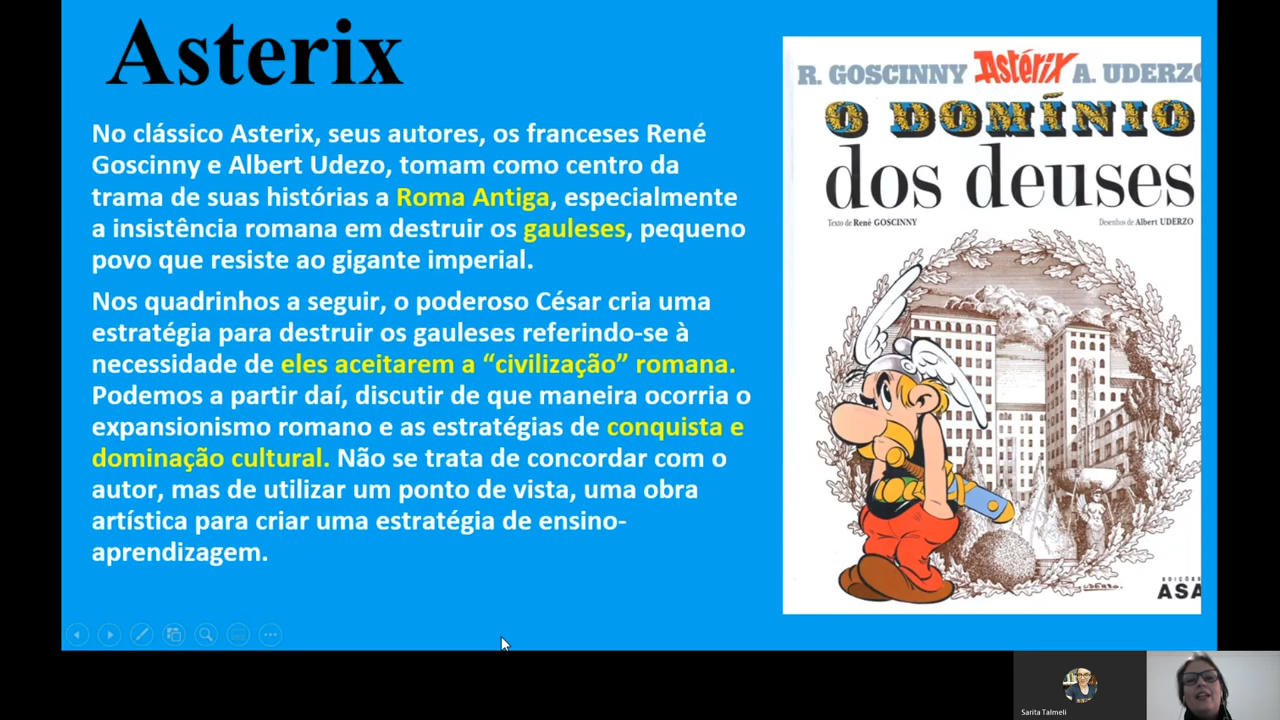 Asterix
No clássico Asterix, seus autores, os franceses René
Goscinny e Albert Udezo, tomam como centro da
trama de suas histórias a Roma Antiga, especialmente
a insistência romana em destruir os gauleses, pequeno
povo que resiste ao gigante imperial.
Nos quadrinhos a seguir, o poderoso César cria uma
estratégia para destruir os gauleses referindo-se à
necessidade de eles aceitarem a “civilização” romana.
Podemos a partir daí, discutir de que maneira ocorria o
expansionismo romano e as estratégias de conquista e
dominação cultural. Não se trata de concordar com o
autor, mas de utilizar um ponto de vista, uma obra
artística para criar uma estratégia de ensino-
aprendizagem.
R. GOSCINNY Astérix A. UDERZO
O DOMÍNIO
dos deuses
Texto de René GOSCINNY
Desenhos de Albert UDERZO
EDIÇÕES
ASA
Sarita Talmeli